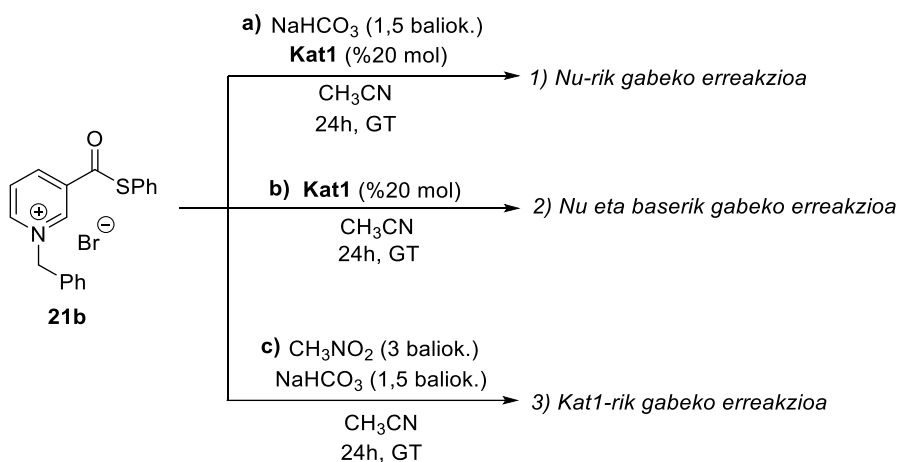 a) NaHCO₃ (1,5 baliok.)
Kat1 (%20 mol)
CH₃CN
24h, GT
1) Nu-rik gabeko erreakzioa
O
SPh
N
+
Br⊖
Ph
21b
b) Kat1 (%20 mol)
CH₃CN
24h, GT
2) Nu eta baserik gabeko erreakzioa
c) CH₃NO₂ (3 baliok.)
NaHCO₃ (1,5 baliok.)
CH₃CN
24h, GT
3) Kat1-rik gabeko erreakzioa